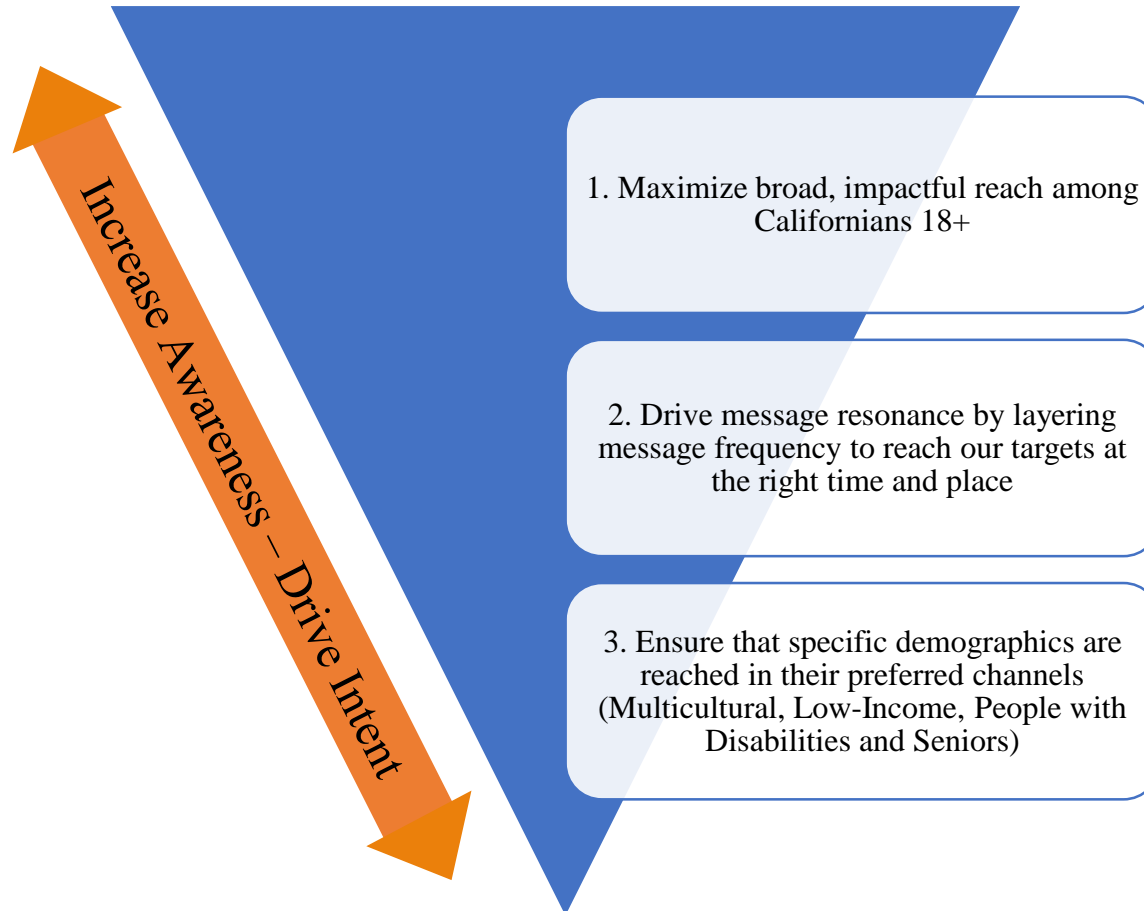 Increase Awareness – Drive Intent
1. Maximize broad, impactful reach among
Californians 18+
2. Drive message resonance by layering
message frequency to reach our targets at
the right time and place
3. Ensure that specific demographics are
reached in their preferred channels
(Multicultural, Low-Income, People with
Disabilities and Seniors)